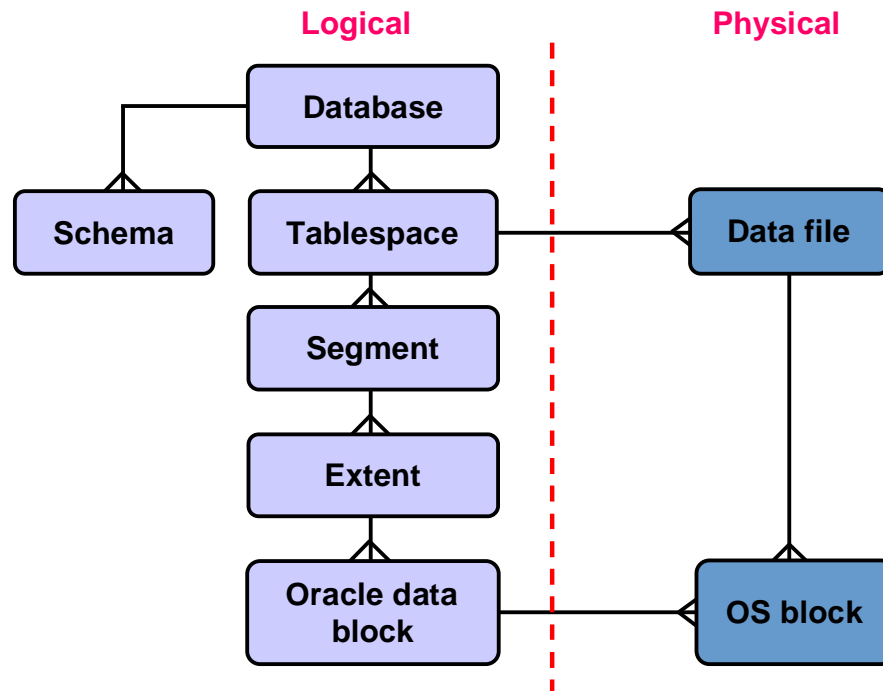 Logical
Physical
Database
Schema
Tablespace
Data file
Segment
Extent
Oracle data
block
OS block